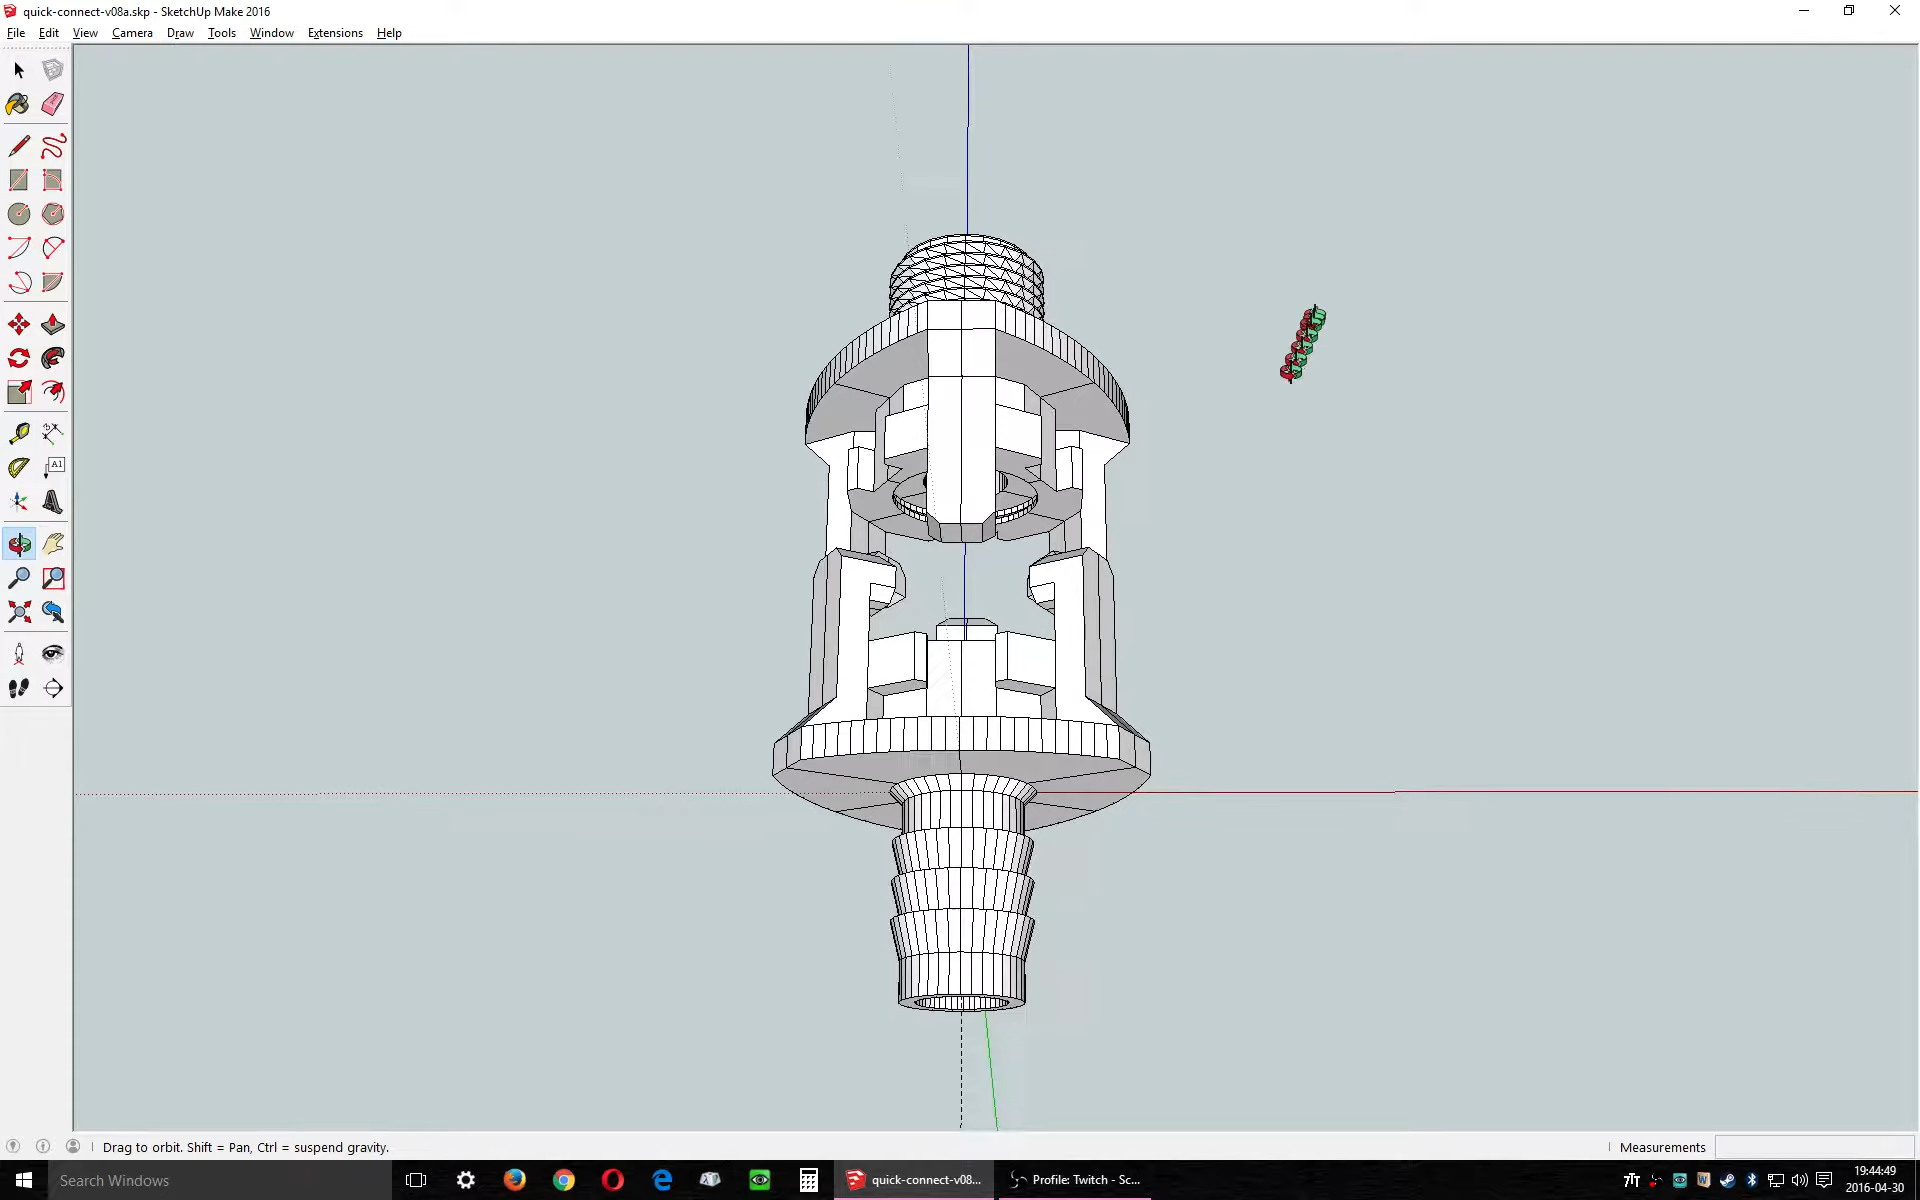 quick-connect-v08a.skp - SketchUp Make 2016
File Edit View Camera Draw Tools Window Extensions Help
A1
Drag to orbit. Shift = Pan, Ctrl = suspend gravity.
Measurements
Search Windows
quick-connect-v08...
Profile: Twitch - Sc...
19:44:49
2016-04-30